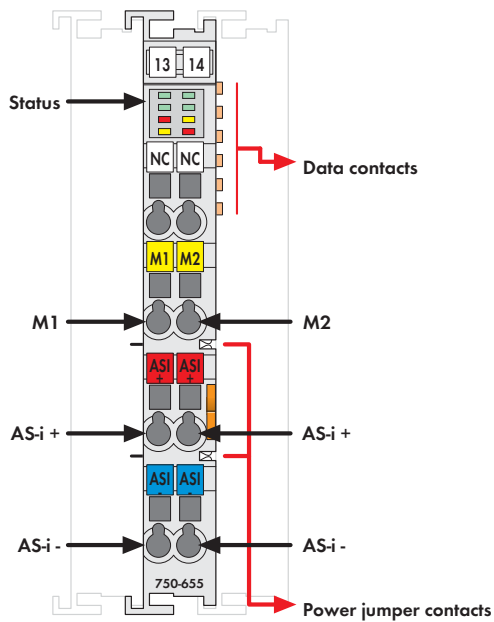 13 14
Status
NC NC
Data contacts
M1 M2
M1
M2
ASI + ASI +
AS-i +
AS-i +
ASI - ASI -
AS-i -
AS-i -
750-655
Power jumper contacts